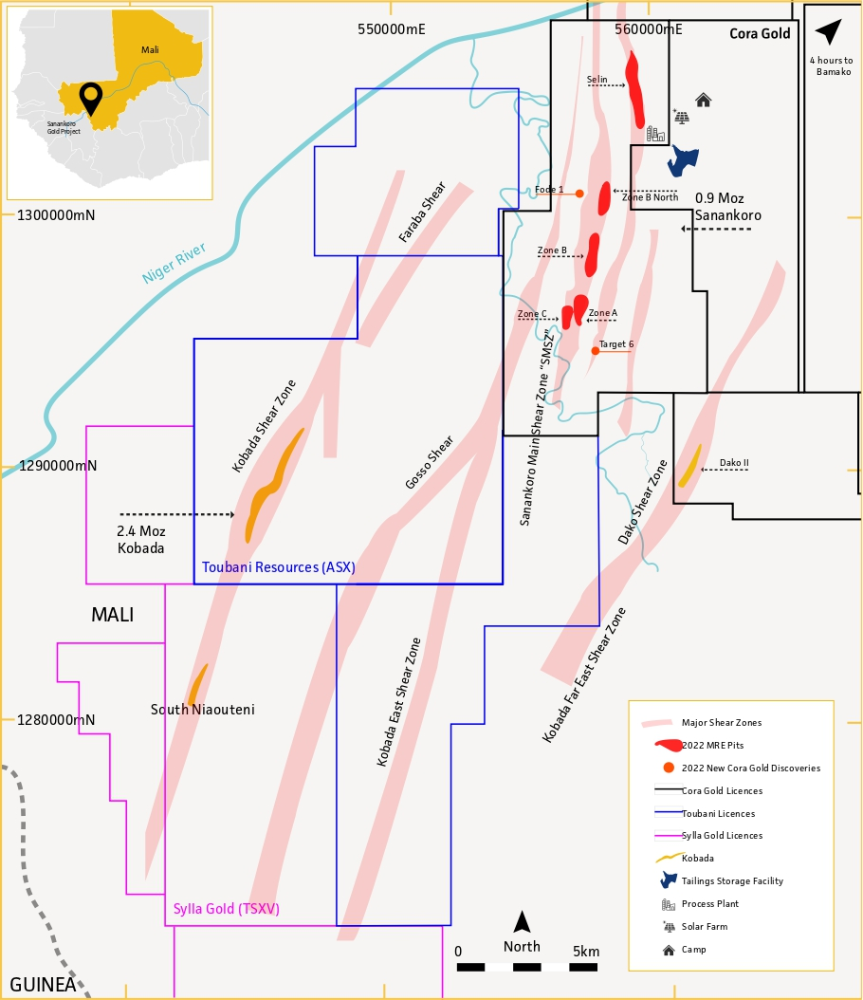 Mali
Sanankoro
Gold Project
550000mE
560000mE
Cora Gold
4 hours to
Bamako
Selin
Fode 1
Zone B North
0.9 Moz
Sanankoro
1300000mN
Faraba Shear
Niger River
Zone B
Zone C
Zone A
Target 6
Sanankoro Main Shear Zone “SMSZ”
Kobada Shear Zone
Gosso Shear
1290000mN
Dako II
Dako Shear Zone
2.4 Moz
Kobada
Toubani Resources (ASX)
MALI
Kobada East Shear Zone
Kobada Far East Shear Zone
South Niaouteni
1280000mN
Major Shear Zones
2022 MRE Pits
2022 New Cora Gold Discoveries
Cora Gold Licences
Toubani Licences
Sylla Gold Licences
Kobada
Tailings Storage Facility
Process Plant
Solar Farm
Camp
Sylla Gold (TSXV)
North
0
5km
GUINEA